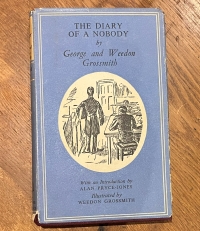 THE DIARY
OF A NOBODY
by
George and Weedon
Grossmith
With an Introduction by
ALAN PRYCE-JONES
Illustrated by
WEEDON GROSSMITH